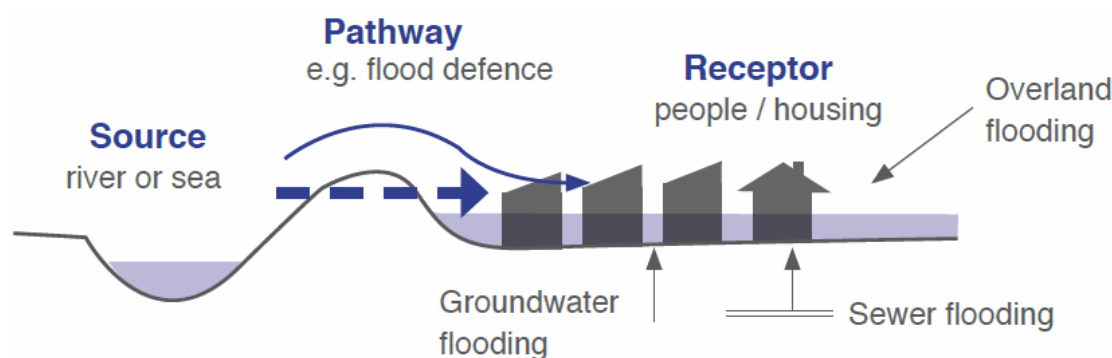 Pathway
e.g. flood defence
Receptor
people / housing
Overland
flooding
Source
river or sea
Groundwater
flooding
Sewer flooding